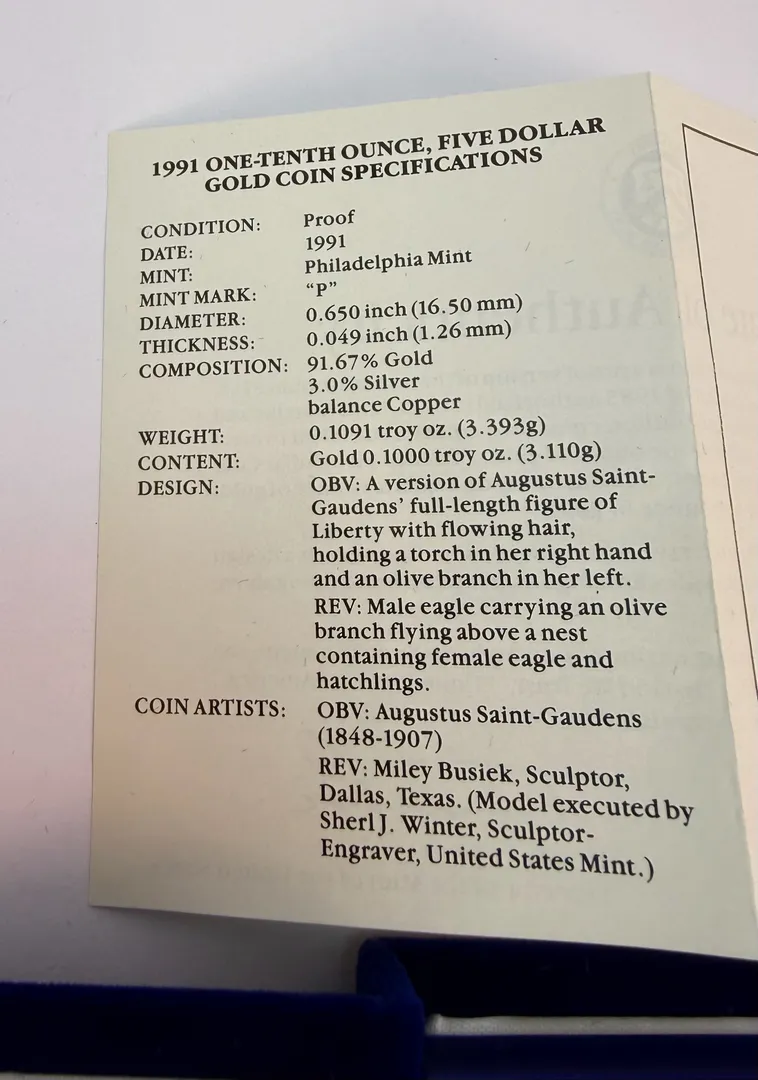 1991 ONE-TENTH OUNCE, FIVE DOLLAR
GOLD COIN SPECIFICATIONS
CONDITION: Proof
DATE: 1991
MINT: Philadelphia Mint
MINT MARK: “P”
DIAMETER: 0.650 inch (16.50 mm)
THICKNESS: 0.049 inch (1.26 mm)
COMPOSITION: 91.67% Gold
3.0% Silver
balance Copper
WEIGHT: 0.1091 troy oz. (3.393g)
CONTENT: Gold 0.1000 troy oz. (3.110g)
DESIGN: OBV: A version of Augustus Saint-
Gaudens’ full-length figure of
Liberty with flowing hair,
holding a torch in her right hand
and an olive branch in her left.
REV: Male eagle carrying an olive
branch flying above a nest
containing female eagle and
hatchlings.
COIN ARTISTS: OBV: Augustus Saint-Gaudens
(1848-1907)
REV: Miley Busiek, Sculptor,
Dallas, Texas. (Model executed by
Sherl J. Winter, Sculptor-
Engraver, United States Mint.)